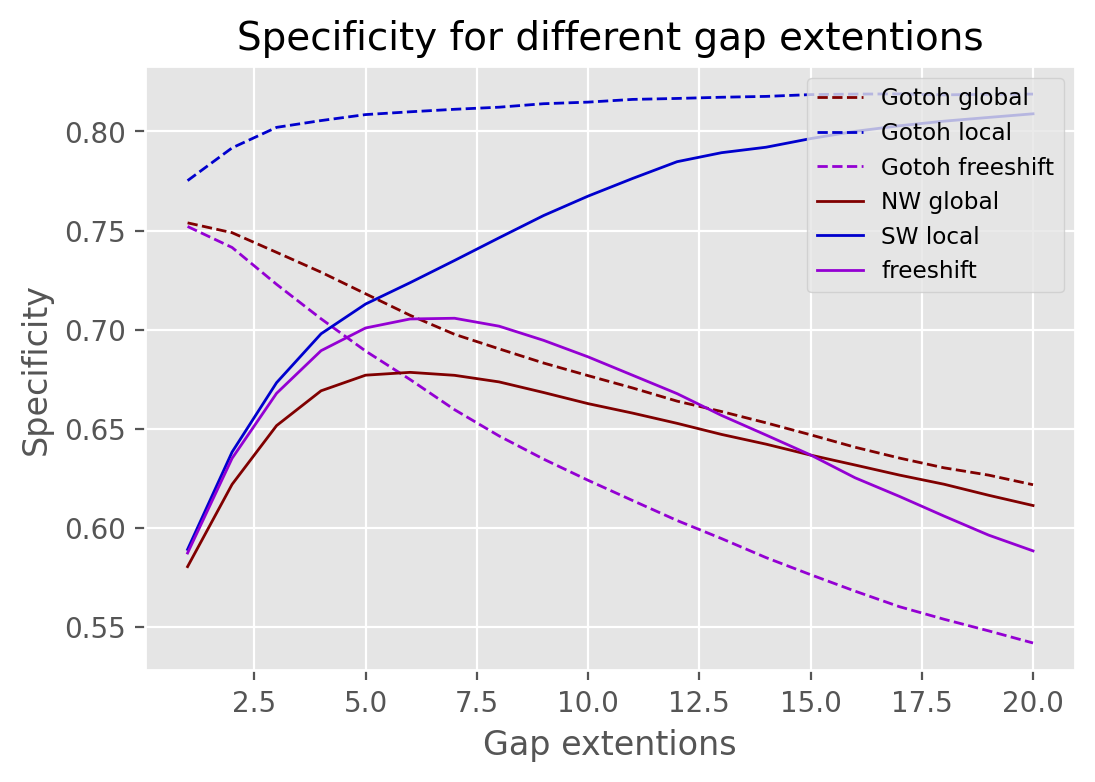 Specificity for different gap extentions
Specificity
0.80
0.75
0.70
0.65
0.60
0.55
Gotoh global
Gotoh local
Gotoh freeshift
NW global
SW local
freeshift
2.5 5.0 7.5 10.0 12.5 15.0 17.5 20.0
Gap extentions